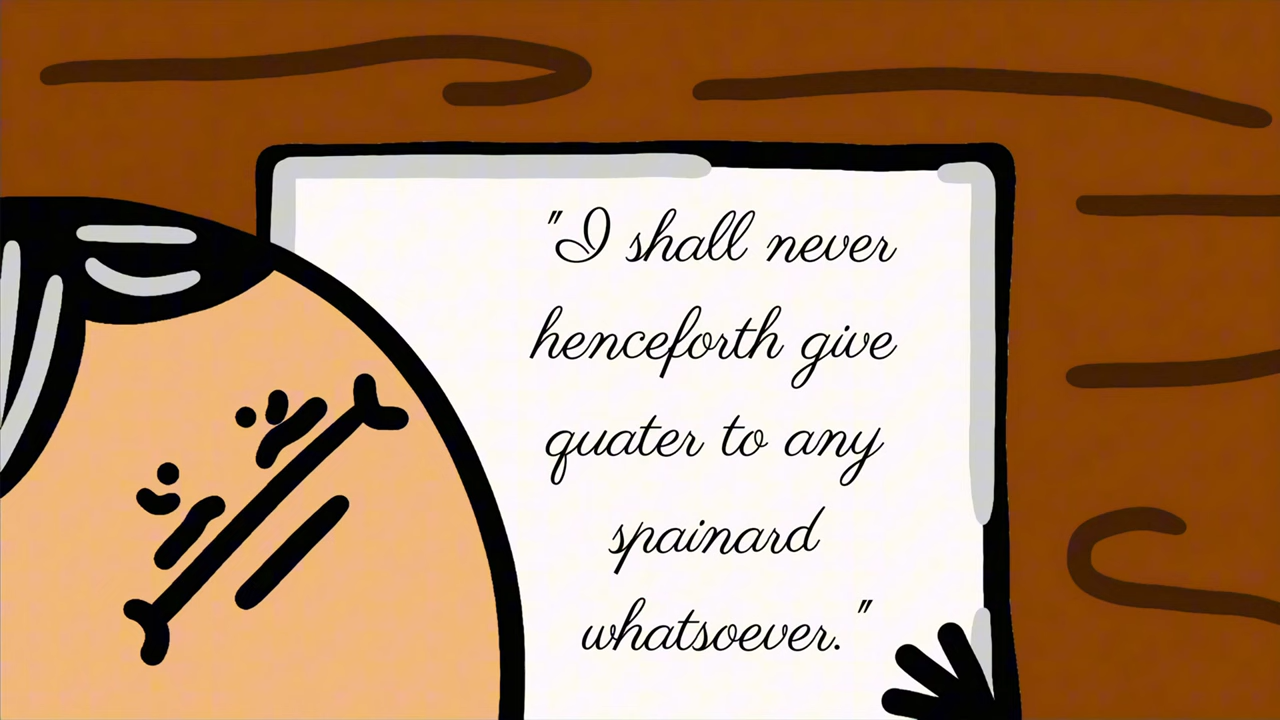 "I shall never
henceforth give
quater to any
spainard
whatsoever."